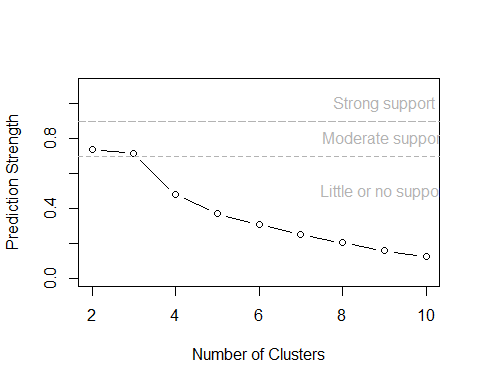 Strong support
Moderate suppor
Little or no suppo
Prediction Strength
0.0
0.4
0.8
2
4
6
8
10
Number of Clusters